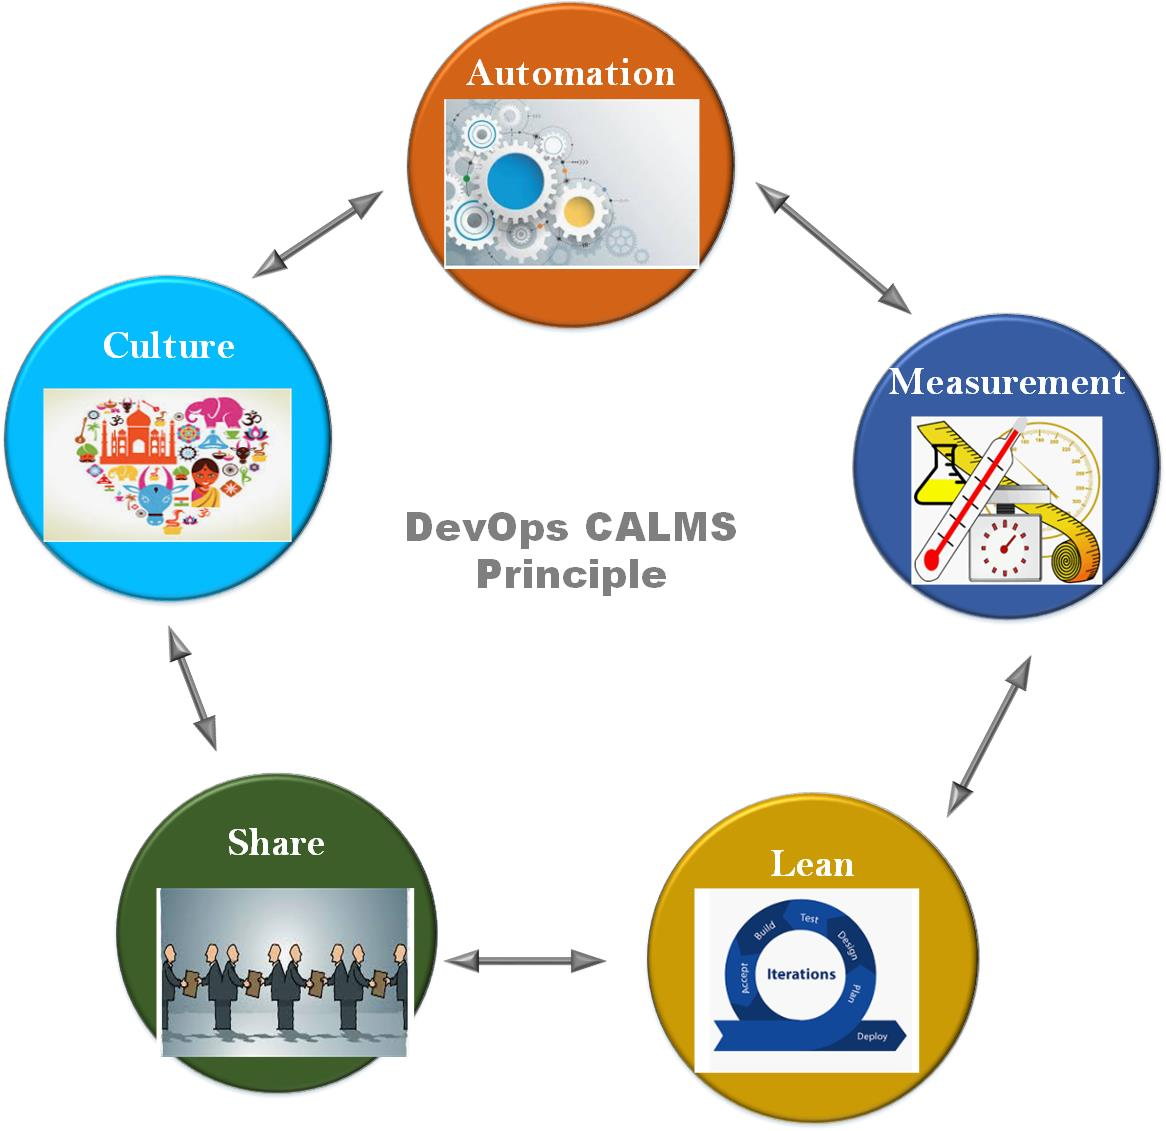 Automation
Culture
Measurement
DevOps CALMS
Principle
Share
Lean
Accept
Build
Test
Design
Plan
Iterations
Deploy